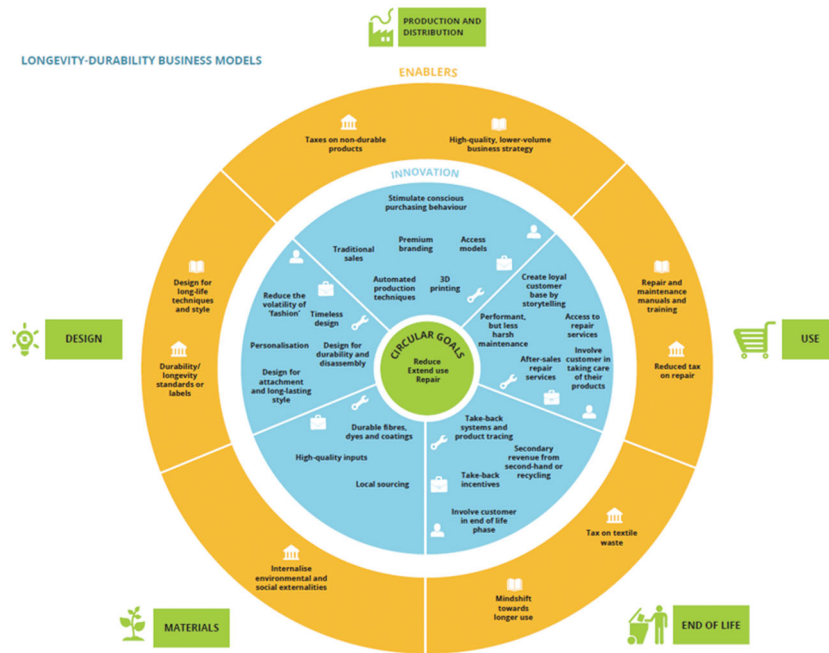 PRODUCTION AND
DISTRIBUTION
LONGEVITY-DURABILITY BUSINESS MODELS
ENABLERS
Taxes on non-durable
products
High-quality, lower-volume
business strategy
INNOVATION
Stimulate conscious
purchasing behaviour
Traditional
sales
Premium
branding
Access
models
Automated
production
techniques
3D
printing
Design for
long-life
techniques
and style
Durability/
longevity
standards or
labels
Reduce the
volatility of
‘fashion’
Timeless
design
Personalisation
Design for
durability and
disassembly
Design for
attachment
and long-lasting
style
CIRCULAR GOALS
Reduce
Extend use
Repair
Create loyal
customer
base by
storytelling
Performant,
but less
harsh
maintenance
Access to
repair
services
After-sales
repair
services
Involve
customer in
taking care of
their
products
Repair and
maintenance
manuals and
training
Reduced tax
on repair
DESIGN
USE
Durable fibres,
dyes and coatings
High-quality inputs
Local sourcing
Take-back
systems and
product tracing
Secondary
revenue from
second-hand or
recycling
Take-back
incentives
Involve customer
in end of life
phase
Internalise
environmental and
social externalities
Tax on textile
waste
Mindshift
towards
longer use
MATERIALS
END OF LIFE